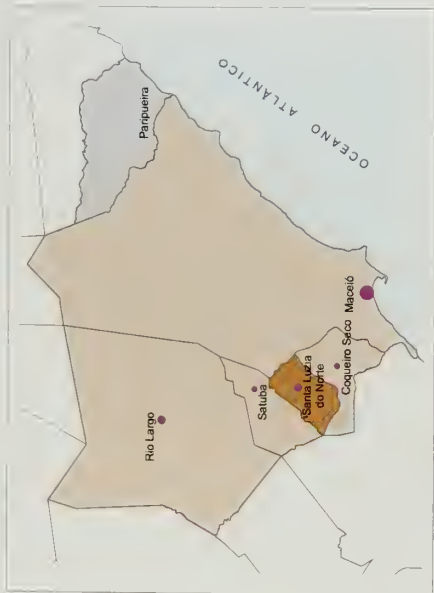 OCEANO ATLÂNTICO
Paripueira
Maceió
Rio Largo
Satuba
Santa Luzia
do Norte
Coqueiro Seco